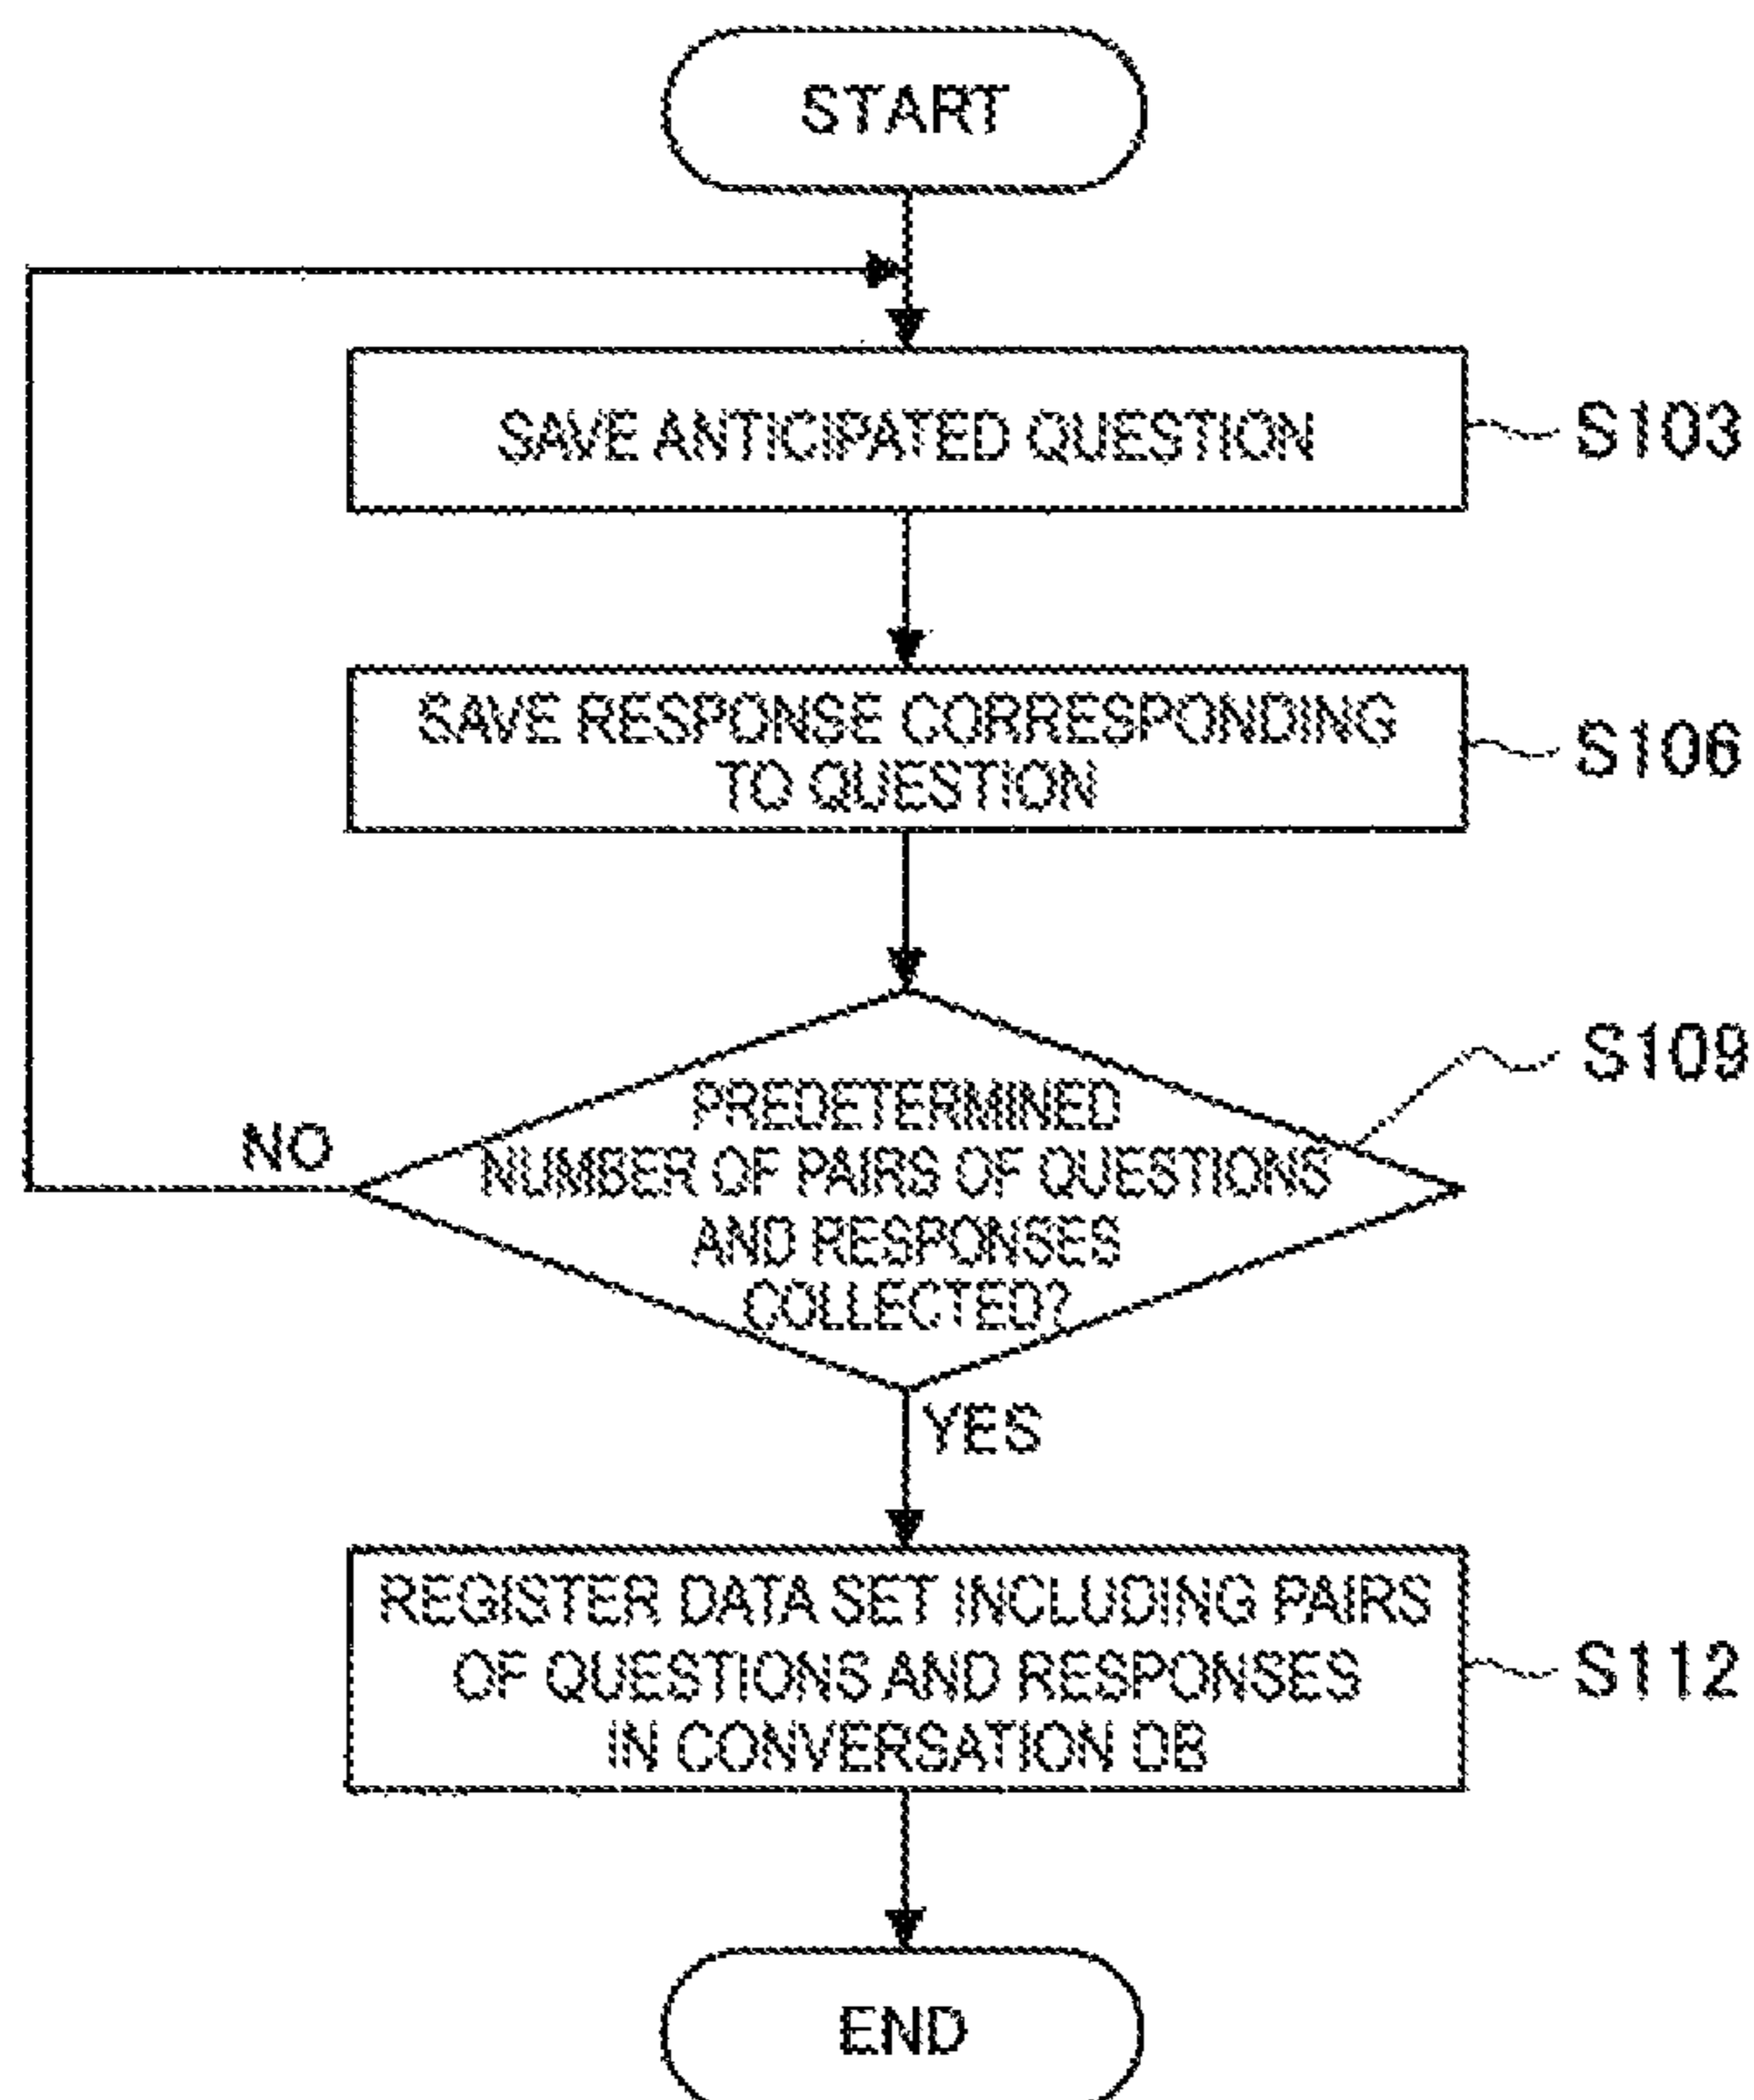 START
SAVE ANTICIPATED QUESTION
S103
SAVE RESPONSE CORRESPONDING
TO QUESTION
S106
PREDETERMINED
NUMBER OF PAIRS OF QUESTIONS
AND RESPONSES
COLLECTED?
S109
NO
YES
REGISTER DATA SET INCLUDING PAIRS
OF QUESTIONS AND RESPONSES
IN CONVERSATION DB
S112
END